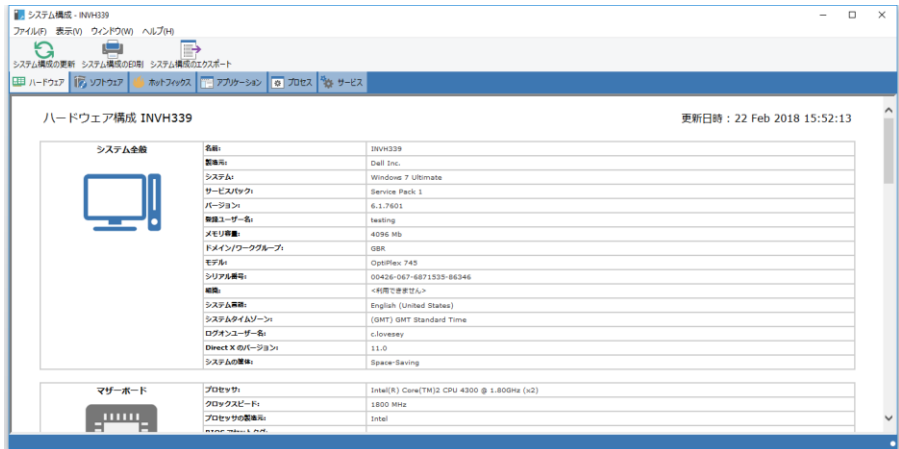 システム構成 - INVH339
ファイル(F) 表示(V) ウィンドウ(W) ヘルプ(H)
システム構成の更新 システム構成の印刷 システム構成のエクスポート
ハードウェア ソフトウェア ホットフィックス アプリケーション プロセス サービス
ハードウェア構成 INVH339 更新日時 : 22 Feb 2018 15:52:13
システム全般 名前: INVH339
製造元: Dell Inc.
システム: Windows 7 Ultimate
サービスパック: Service Pack 1
バージョン: 6.1.7601
登録ユーザー名: testing
メモリ容量: 4096 Mb
ドメイン/ワークグループ: GBR
モデル: OptiPlex 745
シリアル番号: 00426-067-6871535-86346
組織: <利用できません>
システム言語: English (United States)
システムタイムゾーン: (GMT) GMT Standard Time
ログオンユーザー名: c.lovesey
Direct X のバージョン: 11.0
システムの筐体: Space-Saving
マザーボード プロセッサ: Intel(R) Core(TM)2 CPU 4300 @ 1.80GHz (x2)
クロックスピード: 1800 MHz
プロセッサの製造元: Intel